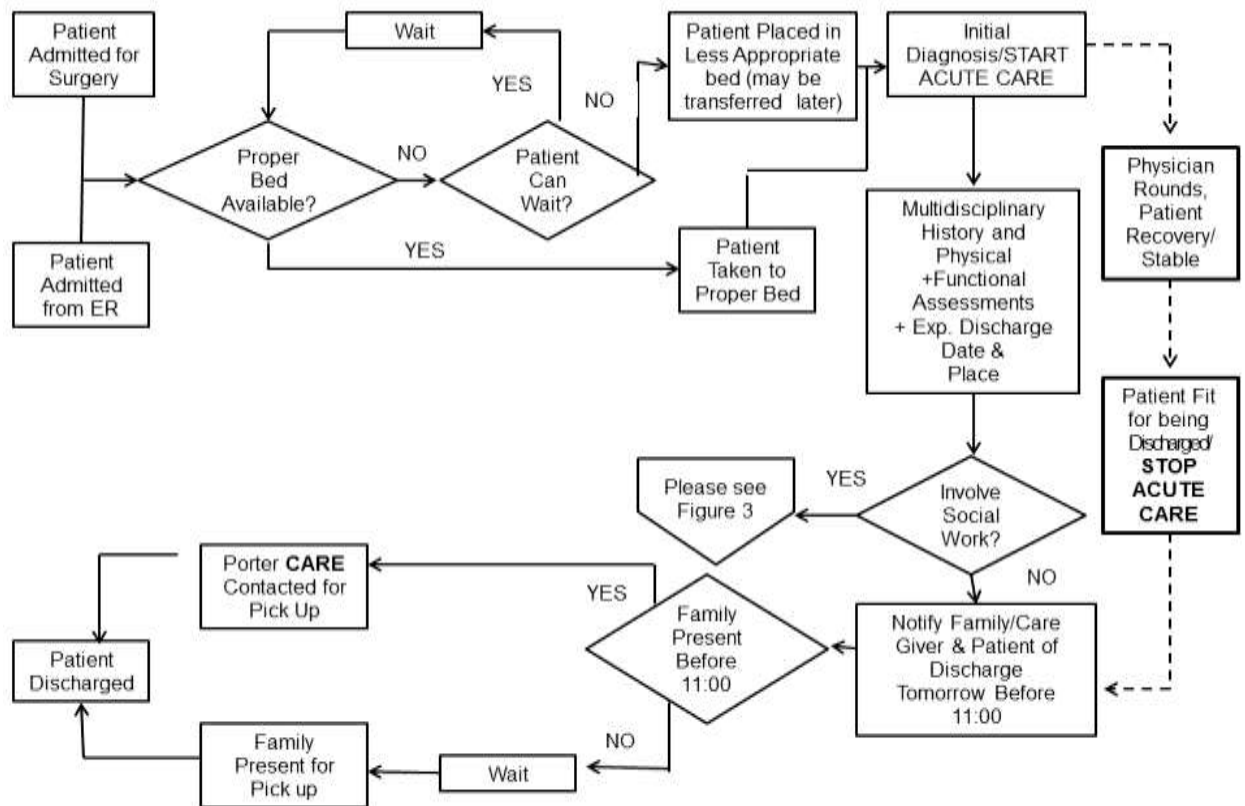 Patient
Admitted for
Surgery
Wait
YES
NO
Patient Placed in
Less Appropriate
bed (may be
transferred later)
Initial
Diagnosis/START
ACUTE CARE
Proper
Bed
Available?
NO
Patient
Can
Wait?
Physician
Rounds,
Patient
Recovery/
Stable
Patient
Admitted
from ER
YES
Patient
Taken to
Proper Bed
Multidisciplinary
History and
Physical
+Functional
Assessments
+ Exp. Discharge
Date &
Place
Patient Fit
for being
Discharged/
STOP
ACUTE
CARE
Please see
Figure 3
YES
Involve
Social
Work?
NO
Porter CARE
Contacted for
Pick Up
YES
Family
Present
Before
11:00
Notify Family/Care
Giver & Patient of
Discharge
Tomorrow Before
11:00
Patient
Discharged
Family
Present for
Pick up
Wait
NO